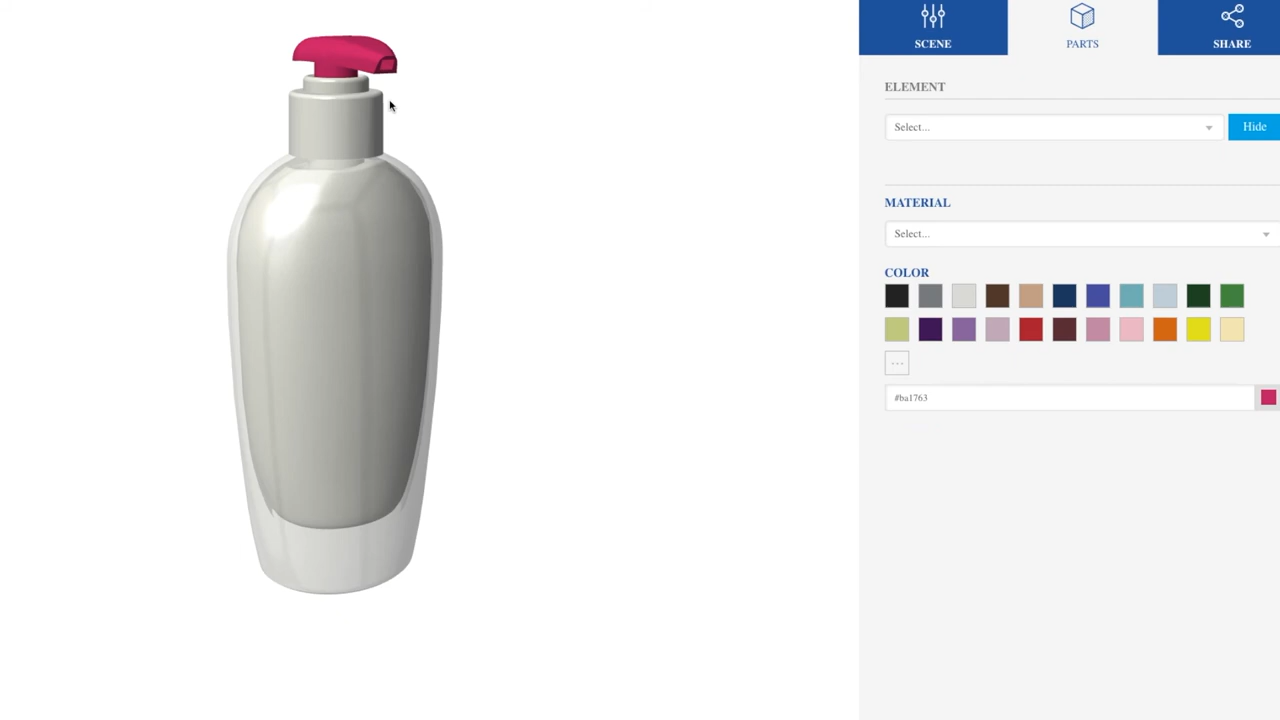 SCENE
PARTS
SHARE
ELEMENT
Select...
Hide
MATERIAL
Select...
COLOR
...
#ba1763